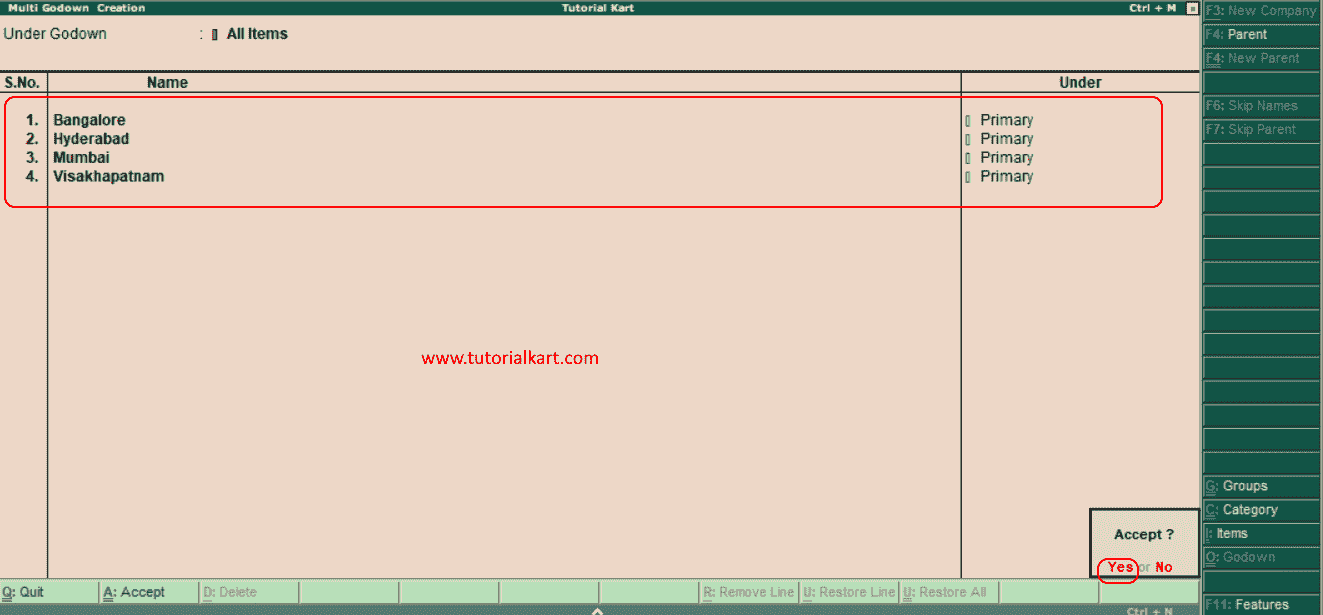 Multi Godown Creation Tutorial Kart Ctrl + M
Under Godown : All Items
S.No. Name Under
1. Bangalore Primary
2. Hyderabad Primary
3. Mumbai Primary
4. Visakhapatnam Primary
www.tutorialkart.com
Accept ?
Yes or No
Q: Quit A: Accept D: Delete R: Remove Line U: Restore Line U: Restore All
Ctrl + N
F3: New Company
F4: Parent
F4: New Parent
F6: Skip Names
F7: Skip Parent
G: Groups
C: Category
I: Items
O: Godown
F11: Features